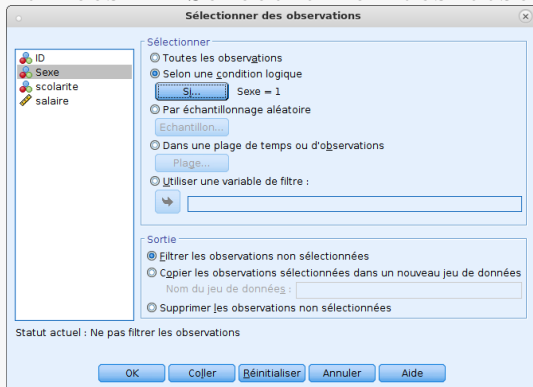 Sélectionner des observations
ID
Sexe
scolarite
salaire
Sélectionner
Toutes les observations
Selon une condition logique
Si...
Sexe = 1
Par échantillonnage aléatoire
Echantillon...
Dans une plage de temps ou d'observations
Plage...
Utiliser une variable de filtre :
Sortie
Filtrer les observations non sélectionnées
Copier les observations sélectionnées dans un nouveau jeu de données
Nom du jeu de données :
Supprimer les observations non sélectionnées
Statut actuel : Ne pas filtrer les observations
OK
Coller
Réinitialiser
Annuler
Aide